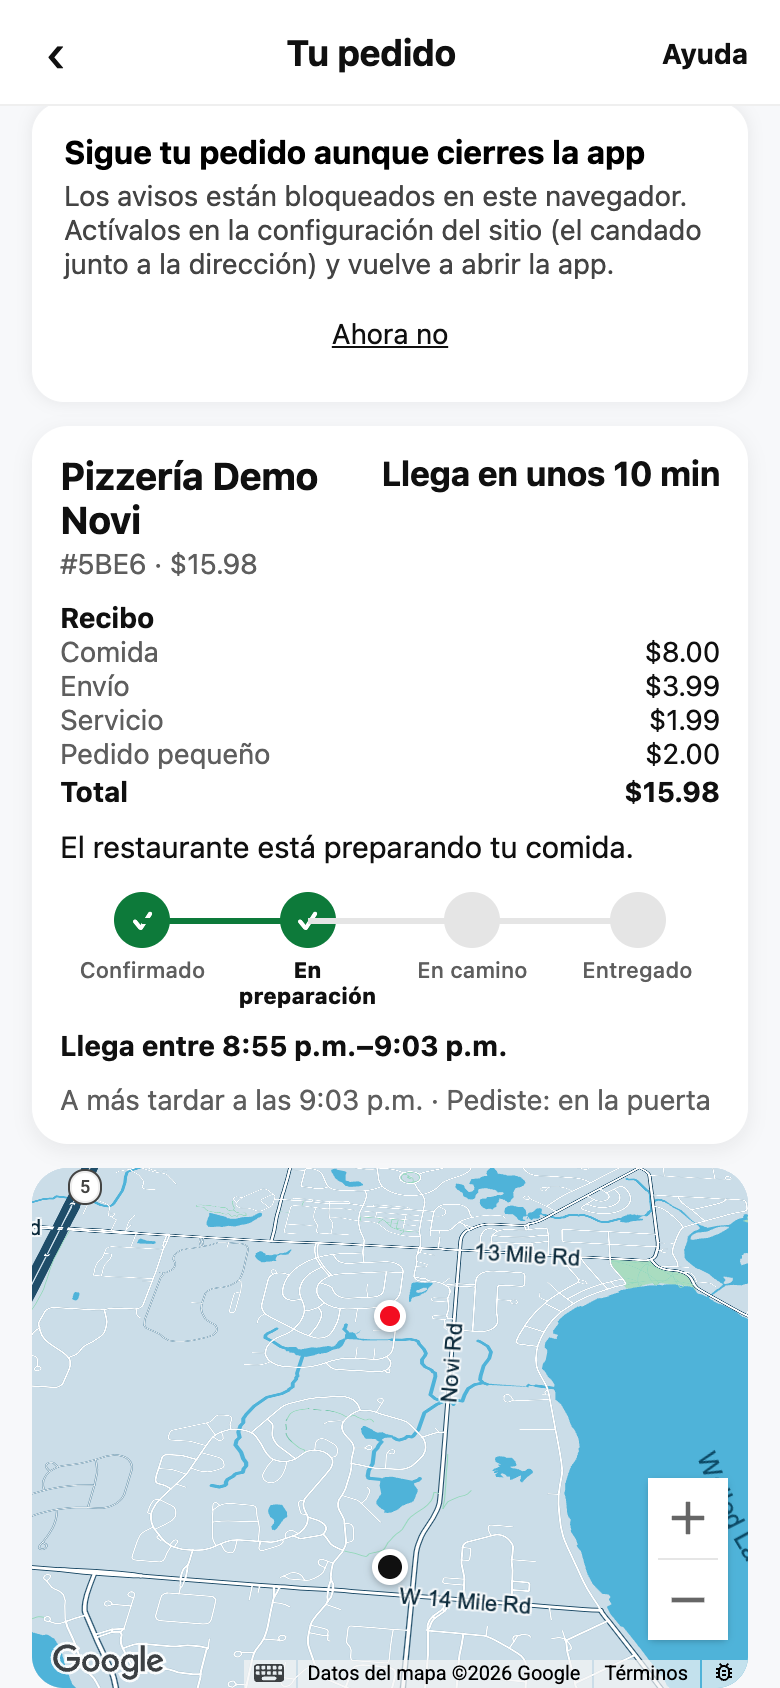 Tu pedido
Ayuda
Sigue tu pedido aunque cierres la app
Los avisos están bloqueados en este navegador.
Actívalos en la configuración del sitio (el candado
junto a la dirección) y vuelve a abrir la app.
Ahora no
Pizzería Demo
Novi
Llega en unos 10 min
#5BE6 · $15.98
Recibo
Comida $8.00
Envío $3.99
Servicio $1.99
Pedido pequeño $2.00
Total $15.98
El restaurante está preparando tu comida.
Confirmado
En
preparación
En camino
Entregado
Llega entre 8:55 p.m.–9:03 p.m.
A más tardar a las 9:03 p.m. · Pediste: en la puerta
5
13 Mile Rd
Novi Rd
W 14 Mile Rd
Google
Datos del mapa ©2026 Google
Términos